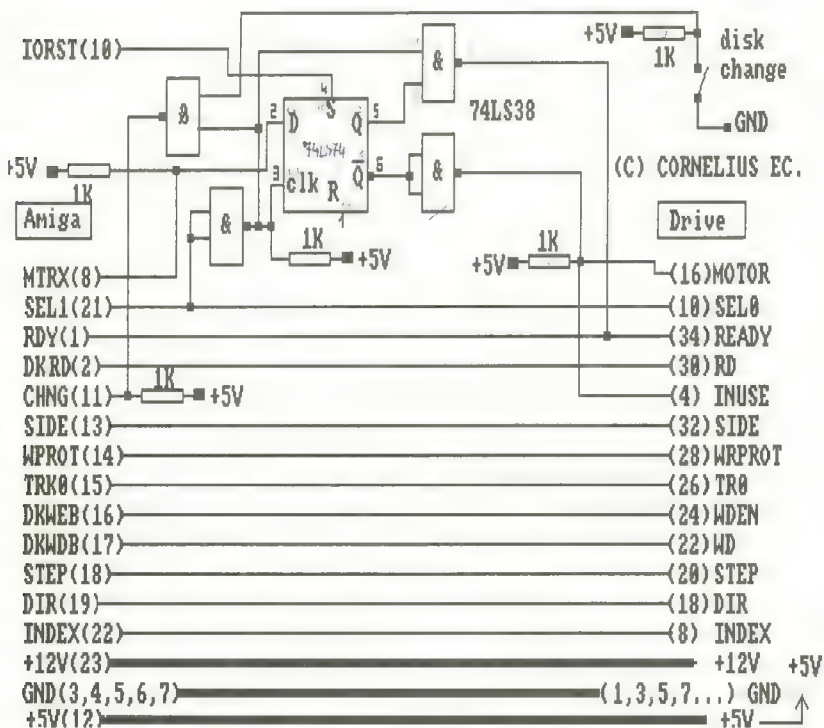 +5V 1K disk change
IORST(10)
4
& & 74LS38
2 D S Q 5
74LS74
3 clk R Q 6
& GND
+5V 1K
(C) CORNELIUS EC.
Amiga & 1K +5V
1K +5V
Drive
MTRX(8) (16)MOTOR
SEL1(21) (10)SEL0
RDY(1) (34)READY
DKRD(2) (30)RD
1K
CHNG(11) +5V (4) INUSE
SIDE(13) (32)SIDE
WPROT(14) (28)WRPROT
TRK0(15) (26)TR0
DKWEB(16) (24)WDEN
DKWDB(17) (22)WD
STEP(18) (20)STEP
DIR(19) (18)DIR
INDEX(22) (8) INDEX
+12V(23) +12V +5V
GND(3,4,5,6,7) (1,3,5,7...) GND
+5V(12) +5V